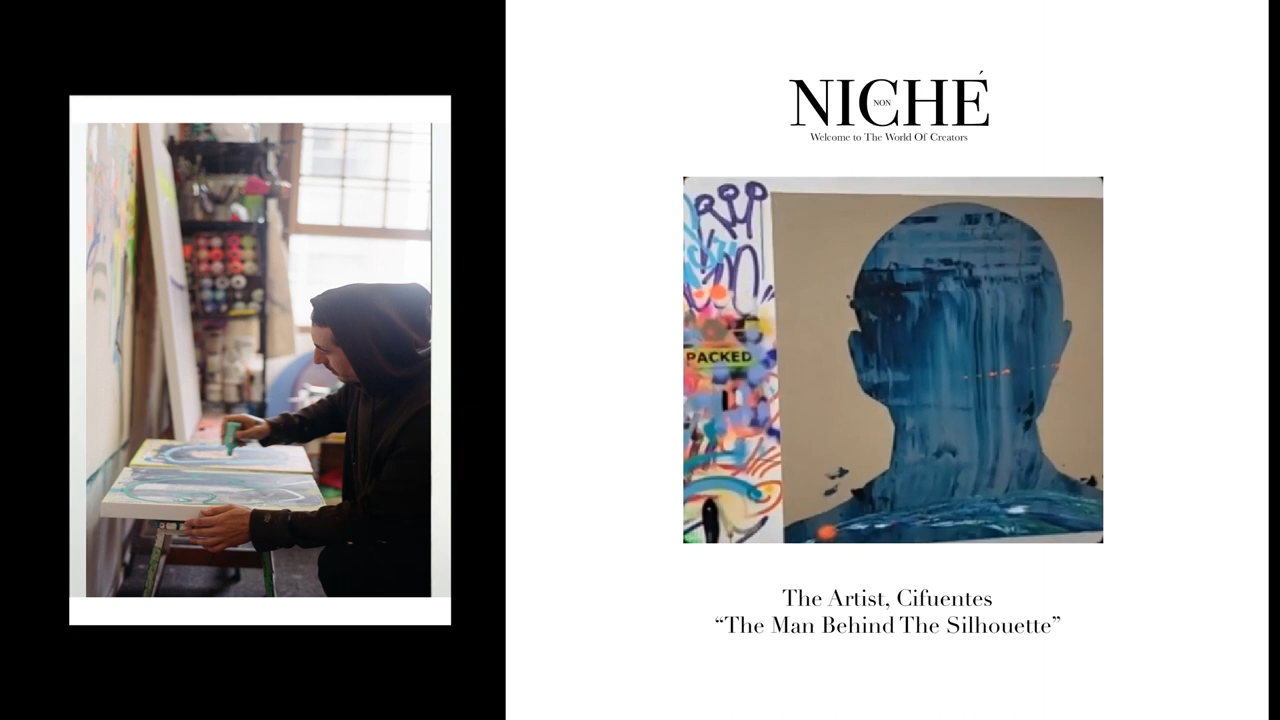 NICHÉ
NON
Welcome to The World Of Creators
PACKED
The Artist, Cifuentes
“The Man Behind The Silhouette”